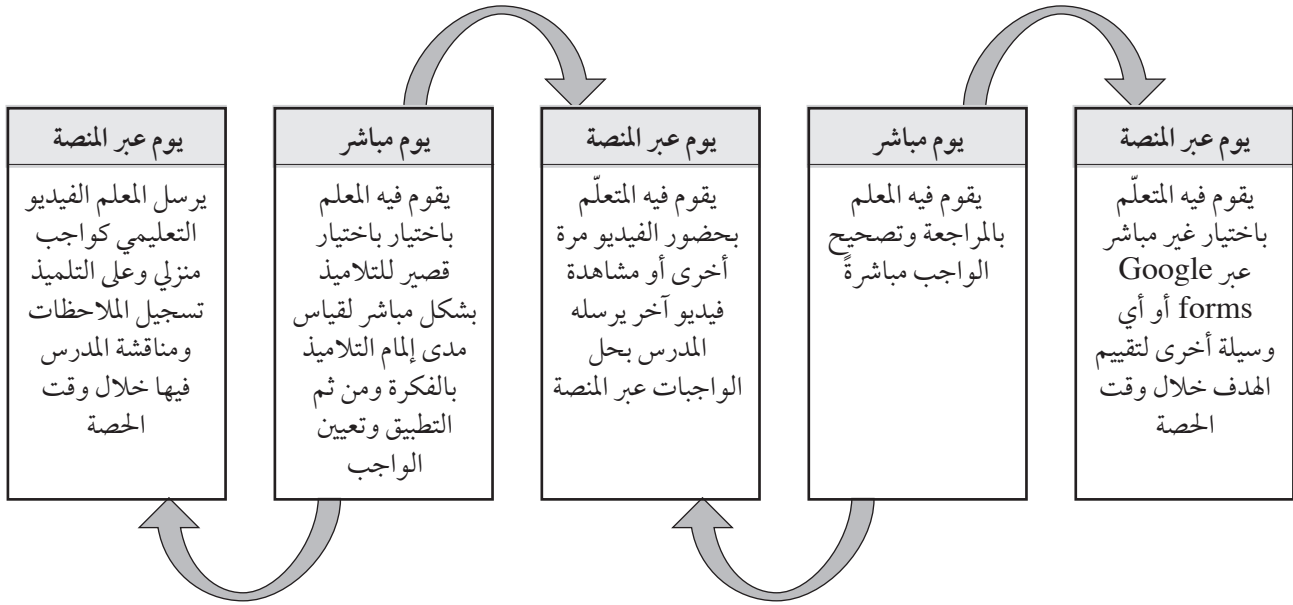 يوم عبر المنصة
يقوم فيه المتعلّم
باختيار غير مباشر
عبر Google
forms أو أي
وسيلة أخرى لتقييم
الهدف خلال وقت
الحصة
يوم مباشر
يقوم فيه المعلم
بالمراجعة وتصحيح
الواجب مباشرةً
يوم عبر المنصة
يقوم فيه المتعلّم
بحضور الفيديو مرة
أخرى أو مشاهدة
فيديو آخر يرسله
المدرس بحل
الواجبات عبر المنصة
يوم مباشر
يقوم فيه المعلم
باختيار باختيار
قصير للتلاميذ
بشكل مباشر لقياس
مدى إلمام التلاميذ
بالفكرة ومن ثم
التطبيق وتعيين
الواجب
يوم عبر المنصة
يرسل المعلم الفيديو
التعليمي كواجب
منزلي وعلى التلميذ
تسجيل الملاحظات
ومناقشة المدرس
فيها خلال وقت
الحصة